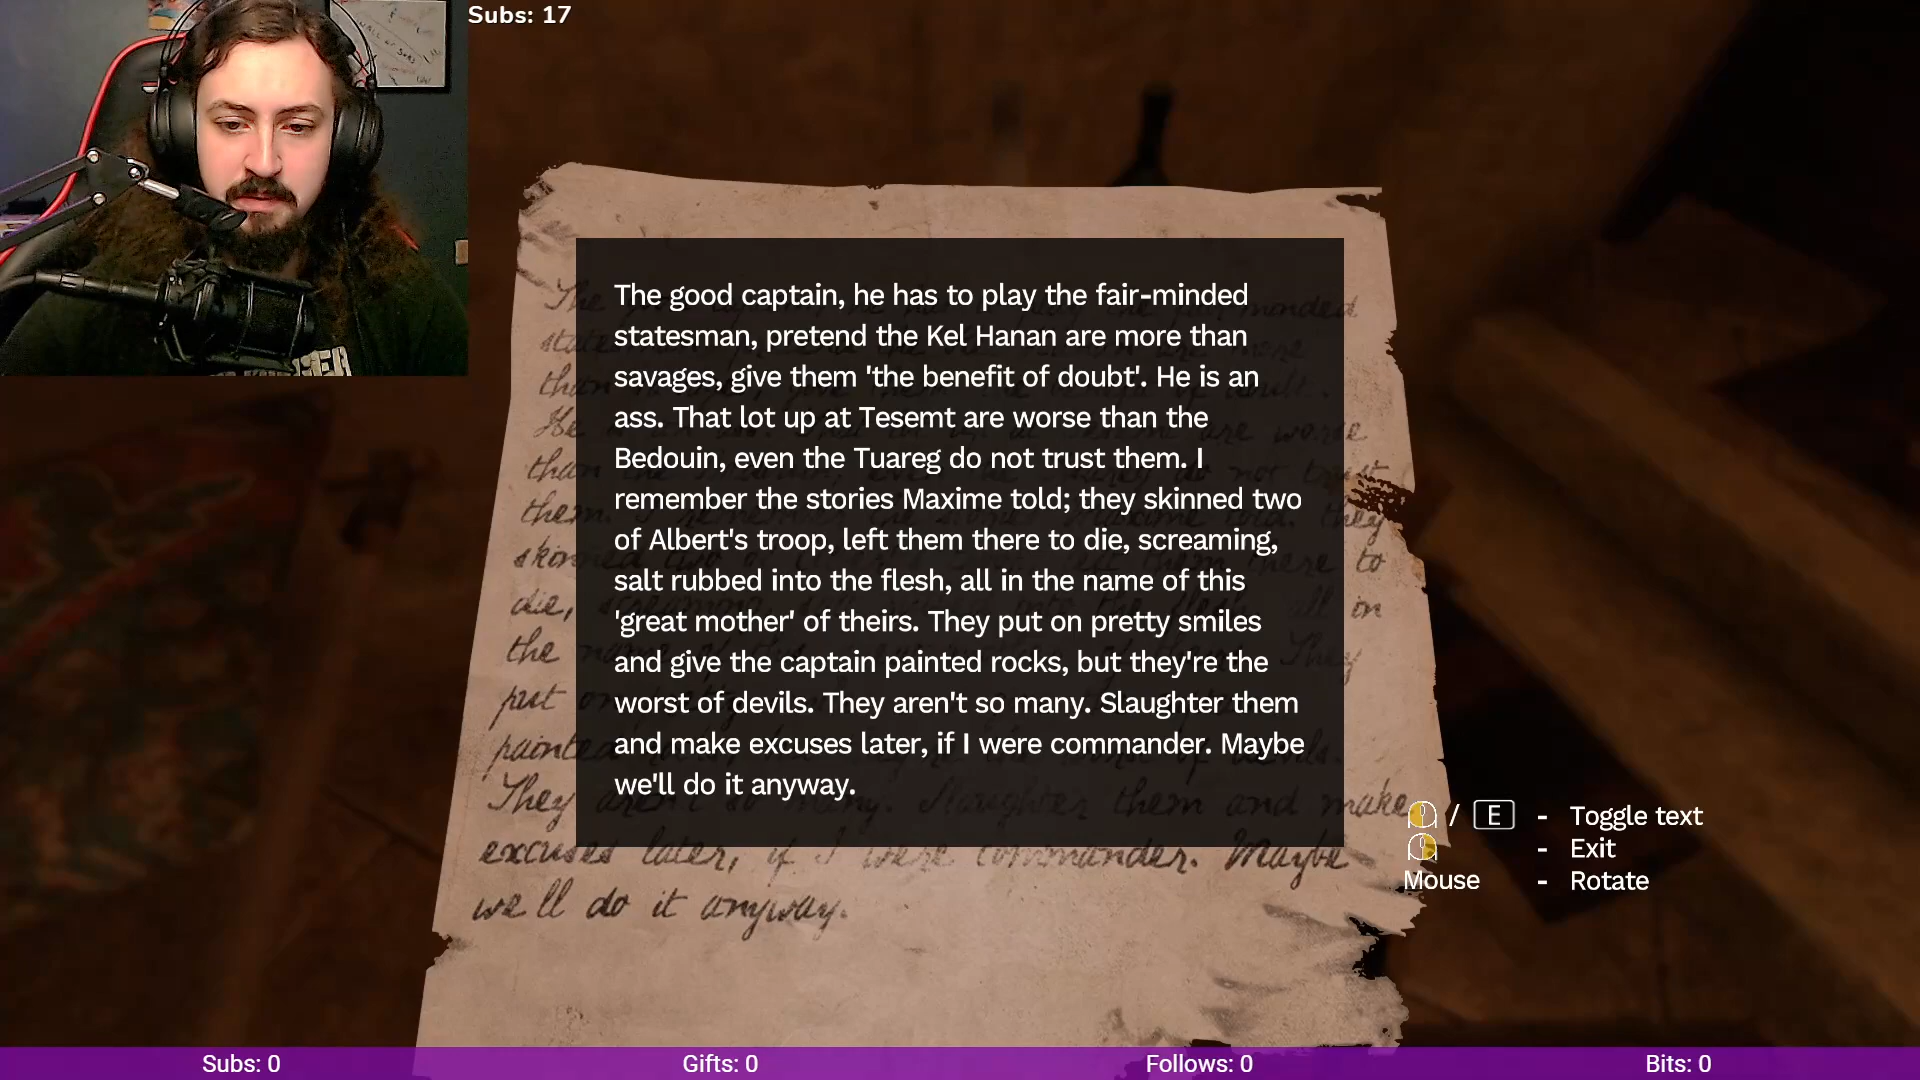 Subs: 17
The good captain, he has to play the fair-minded
statesman, pretend the Kel Hanan are more than
savages, give them 'the benefit of doubt'. He is an
ass. That lot up at Tesemt are worse than the
Bedouin, even the Tuareg do not trust them. I
remember the stories Maxime told; they skinned two
of Albert's troop, left them there to die, screaming,
salt rubbed into the flesh, all in the name of this
'great mother' of theirs. They put on pretty smiles
and give the captain painted rocks, but they're the
worst of devils. They aren't so many. Slaughter them
and make excuses later, if I were commander. Maybe
we'll do it anyway.
They aren't so many. Slaughter them and make
excuses later, if I were commander. Maybe
we'll do it anyway.
/ E - Toggle text
- Exit
Mouse - Rotate
Subs: 0 Gifts: 0 Follows: 0 Bits: 0